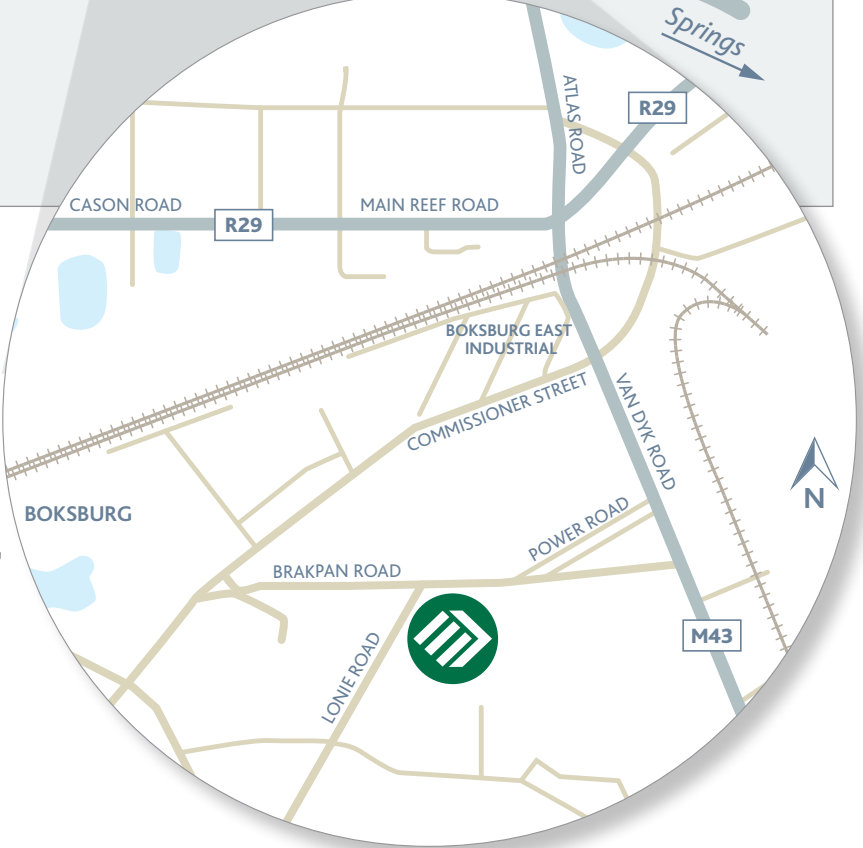 Springs
ATLAS ROAD
R29
CASON ROAD
R29
MAIN REEF ROAD
BOKSBURG EAST
INDUSTRIAL
COMMISSIONER STREET
VAN DYK ROAD
N
BOKSBURG
POWER ROAD
BRAKPAN ROAD
M43
LONIE ROAD